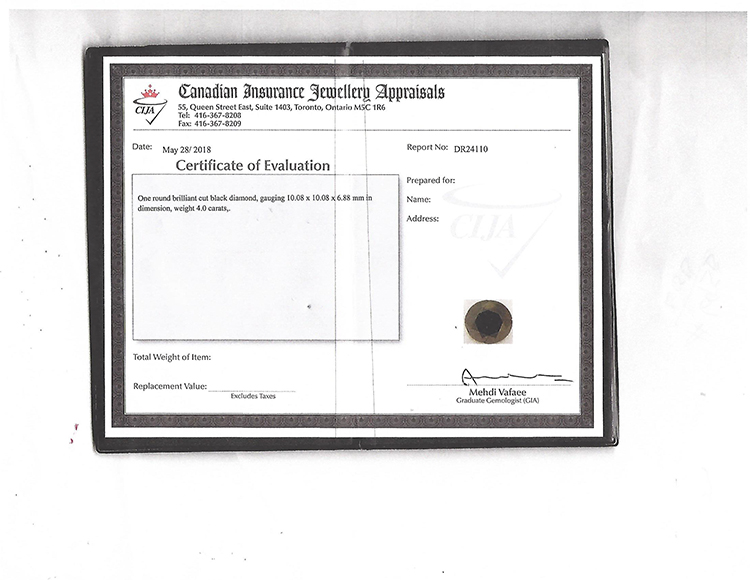 Canadian Insurance Jewellery Appraisals
CIJA
55, Queen Street East, Suite 1403, Toronto, Ontario M5C 1R6
Tel: 416-367-8208
Fax: 416-367-8209
Date: May 28/ 2018
Report No: DR24110
Certificate of Evaluation
One round brilliant cut black diamond, gauging 10.08 x 10.08 x 6.88 mm in
dimension, weight 4.0 carats,.
Prepared for:
Name:
Address:
CIJA
Total Weight of Item:
Replacement Value:
Excludes Taxes
Mehdi Vafaee
Graduate Gemologist (GIA)